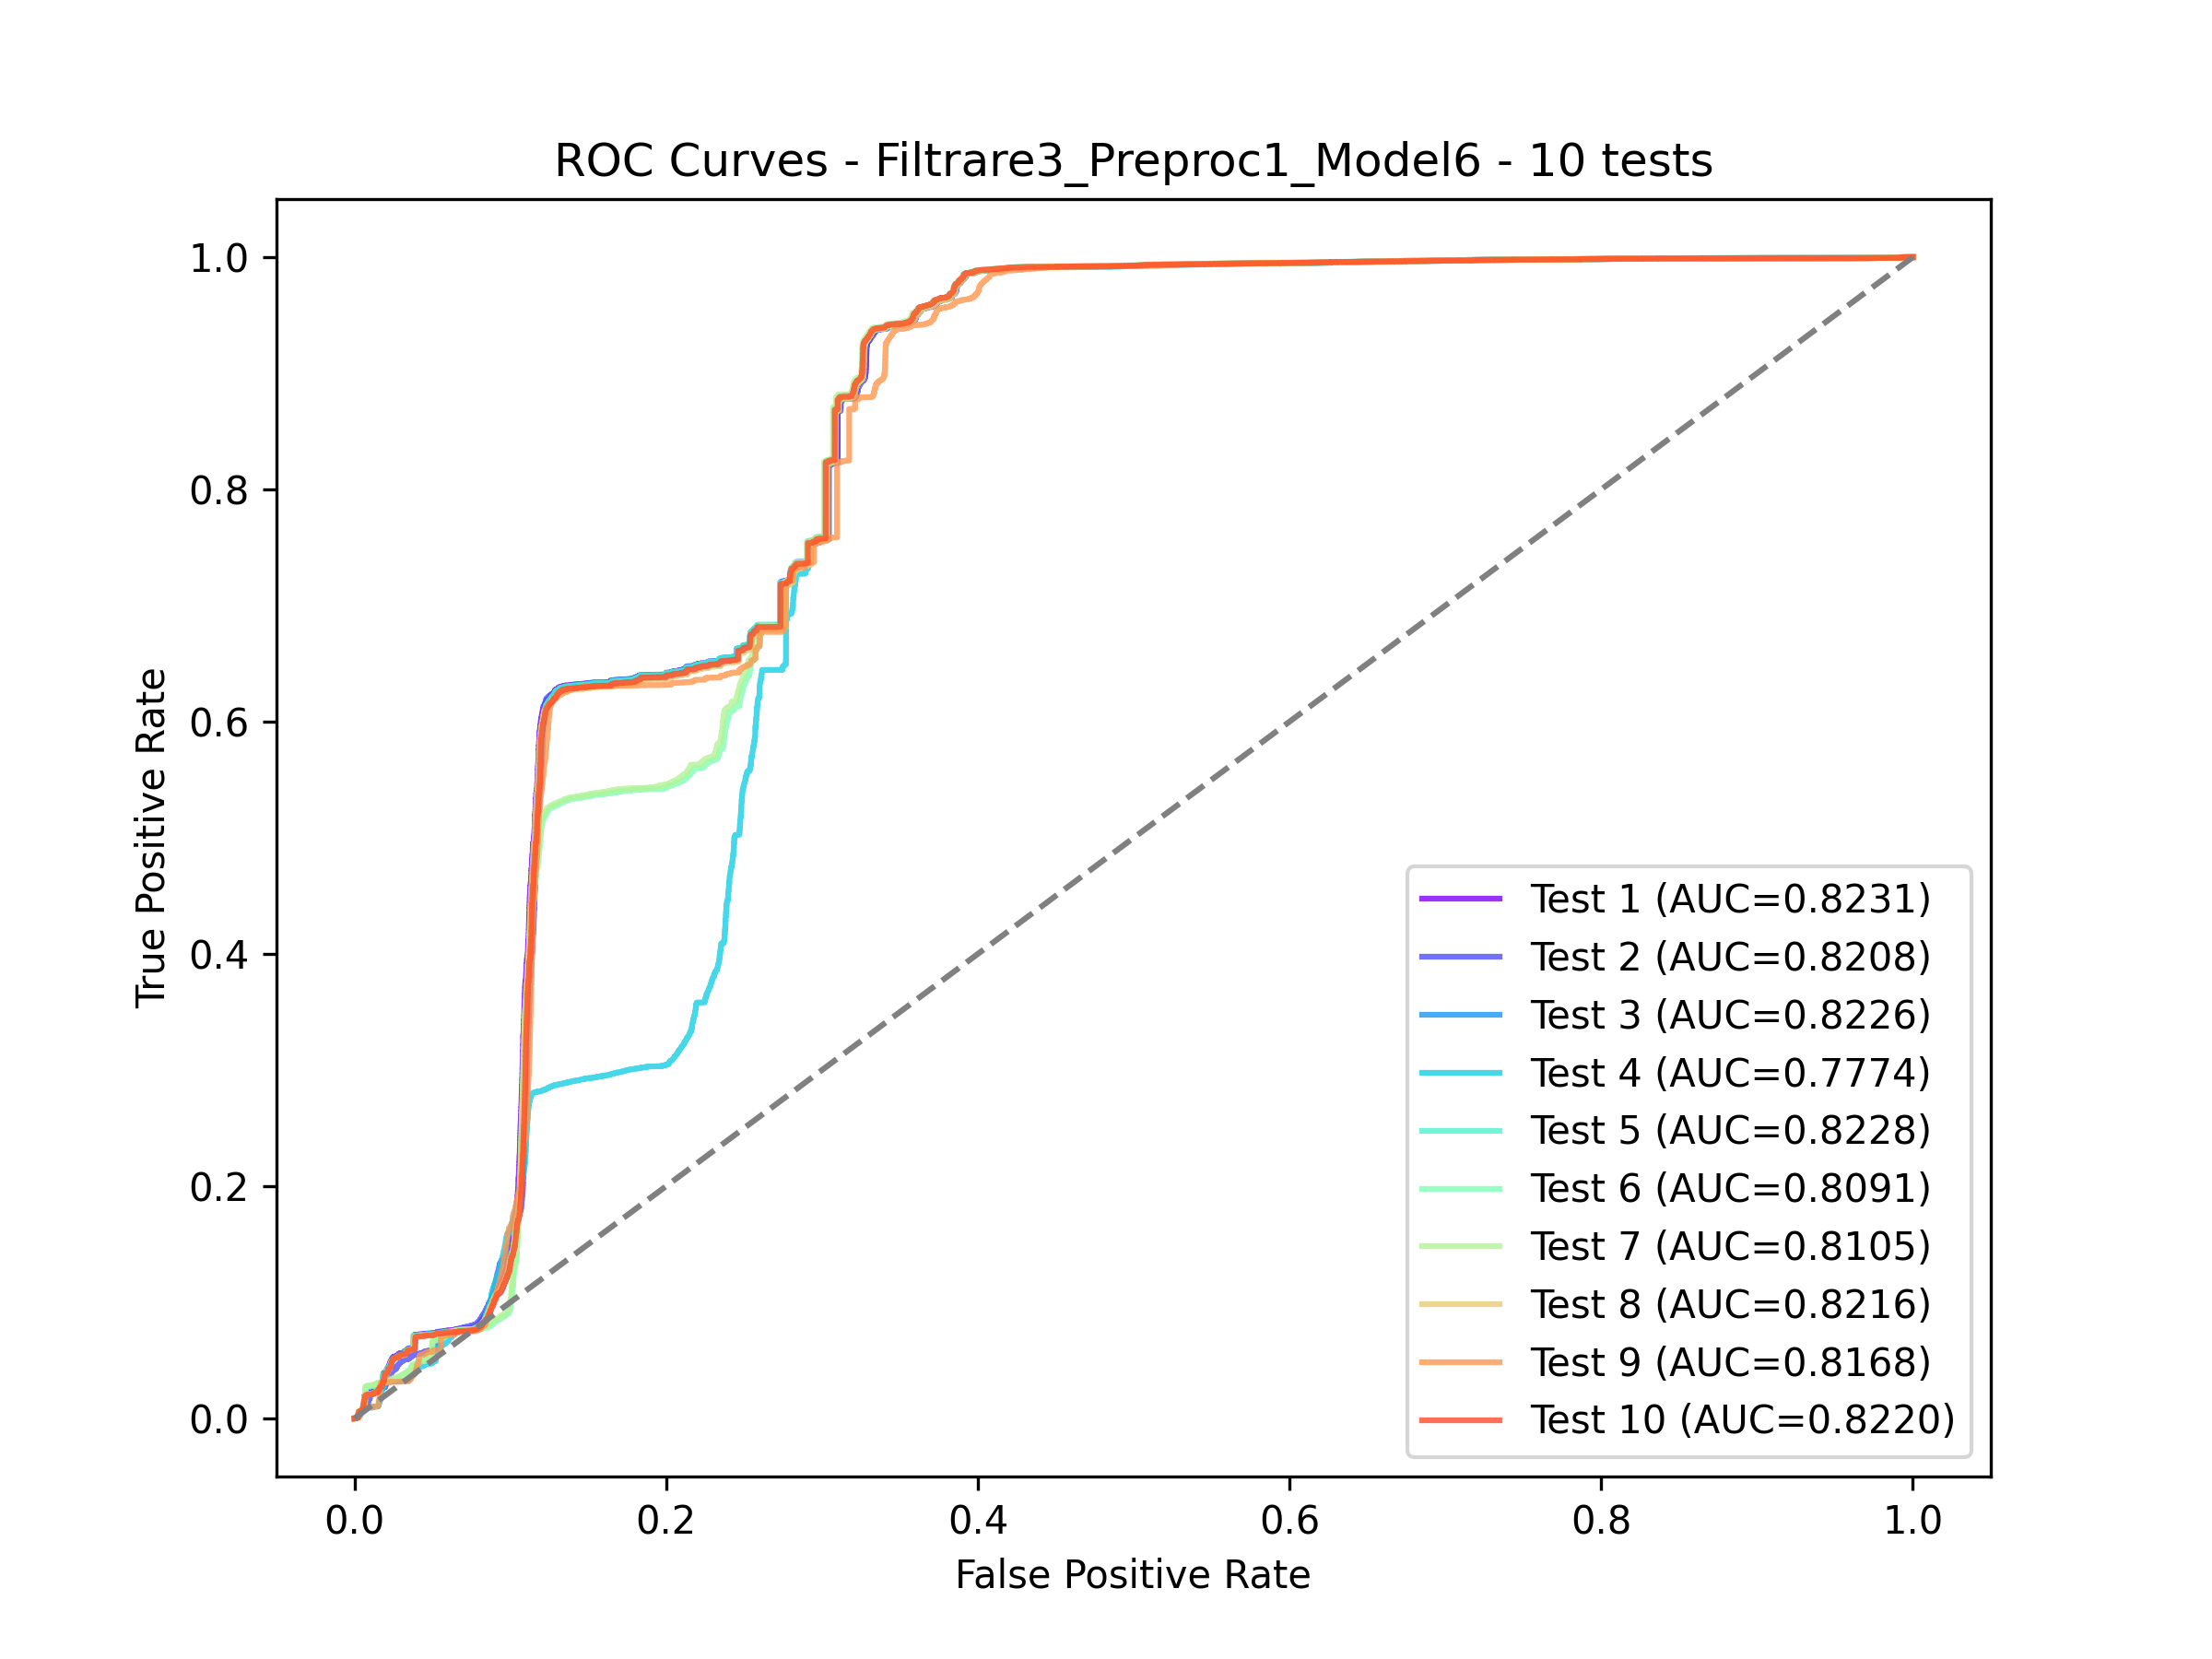 ROC Curves - Filtrare3_Preproc1_Model6 - 10 tests
True Positive Rate
1.0
0.8
0.6
0.4
0.2
0.0
Test 1 (AUC=0.8231)
Test 2 (AUC=0.8208)
Test 3 (AUC=0.8226)
Test 4 (AUC=0.7774)
Test 5 (AUC=0.8228)
Test 6 (AUC=0.8091)
Test 7 (AUC=0.8105)
Test 8 (AUC=0.8216)
Test 9 (AUC=0.8168)
Test 10 (AUC=0.8220)
0.0 0.2 0.4 0.6 0.8 1.0
False Positive Rate